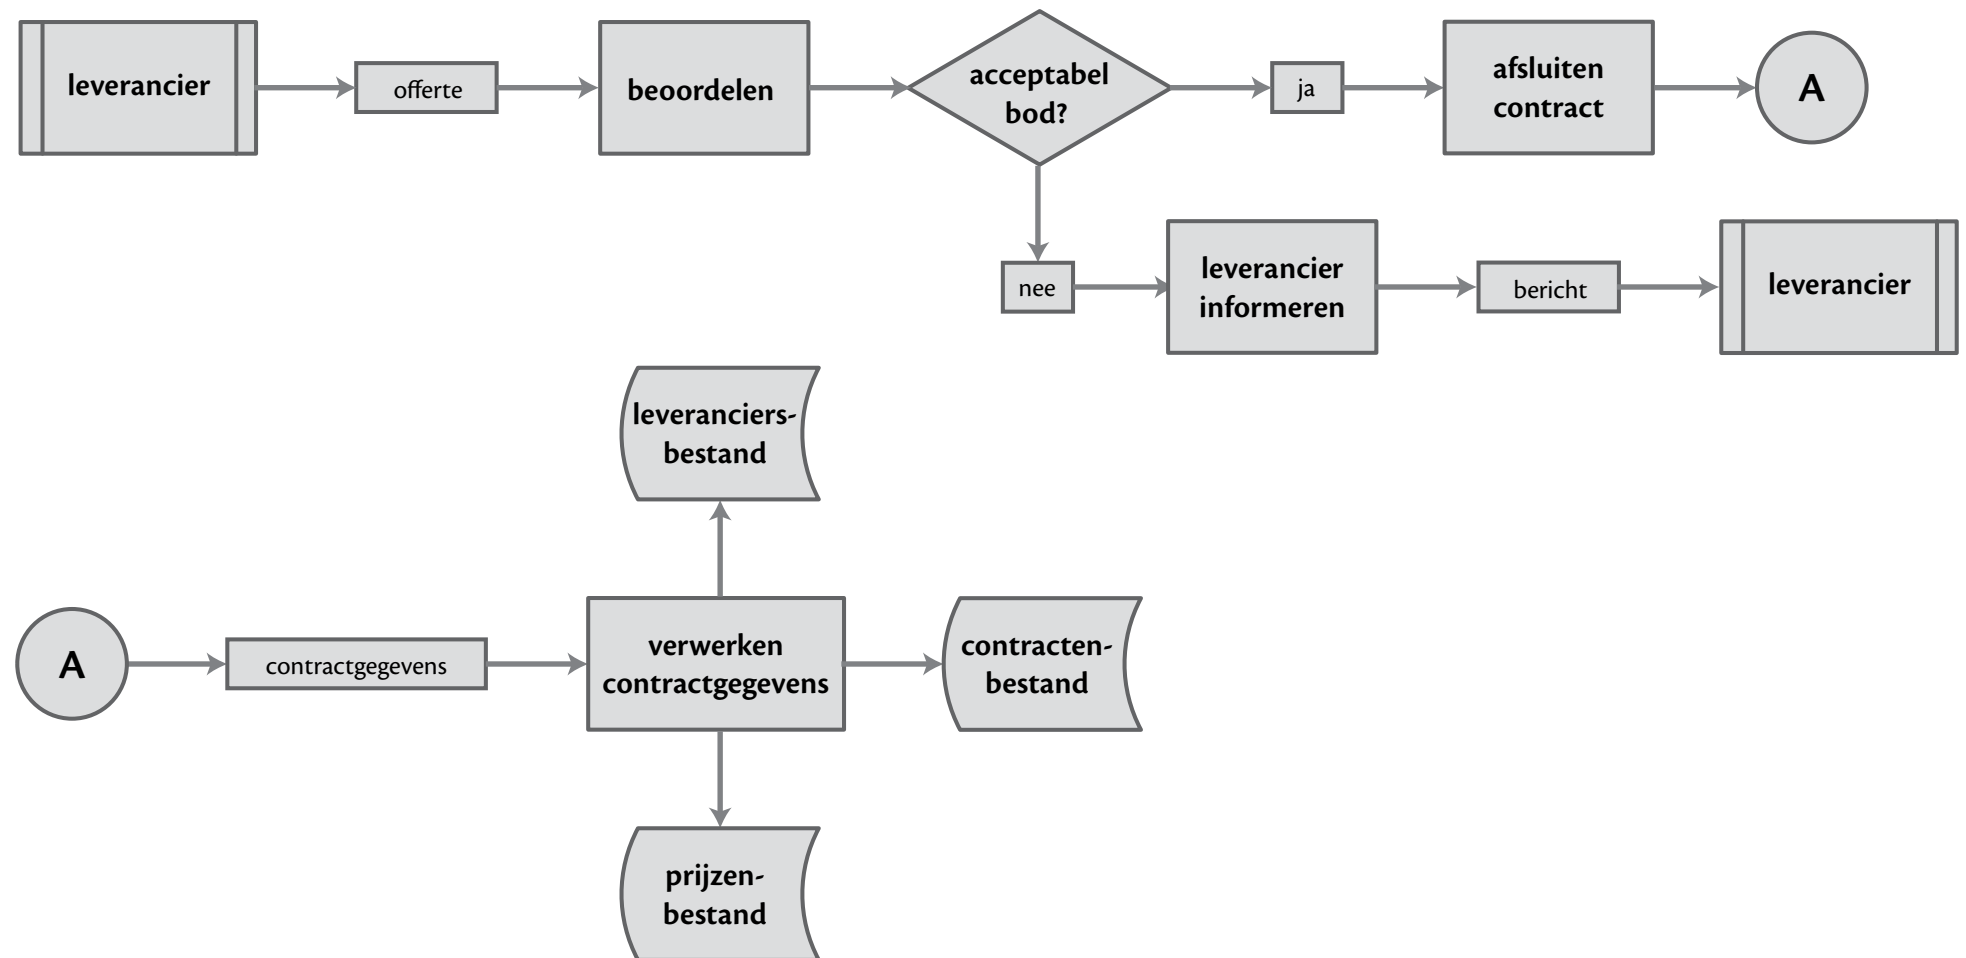 leverancier
offerte
beoordelen
acceptabel
bod?
ja
afsluiten
contract
A
nee
leverancier
informeren
bericht
leverancier
leveranciers-
bestand
A
contractgegevens
verwerken
contractgegevens
contracten-
bestand
prijzen-
bestand